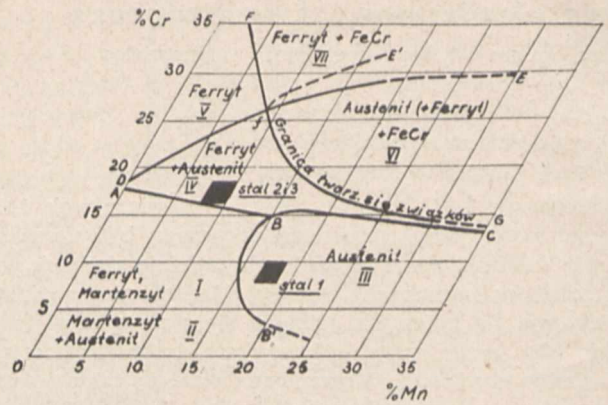 %Cr 35
F
Ferryt + FeCr
VII
E'
30
E
Ferryt
V
Austenit (+Ferryt)
25
J
+FeCr
VI
Granica tworz. się związków
Ferryt
+Austenit
IV
20
D
A
stal 2i3
15
B
G
C
10
Austenit
III
Ferryt,
Martenzyt
I
stal 1
5
Martenzyt
+Austenit
II
B'
0
5
10
15
20
25
30
35
%Mn